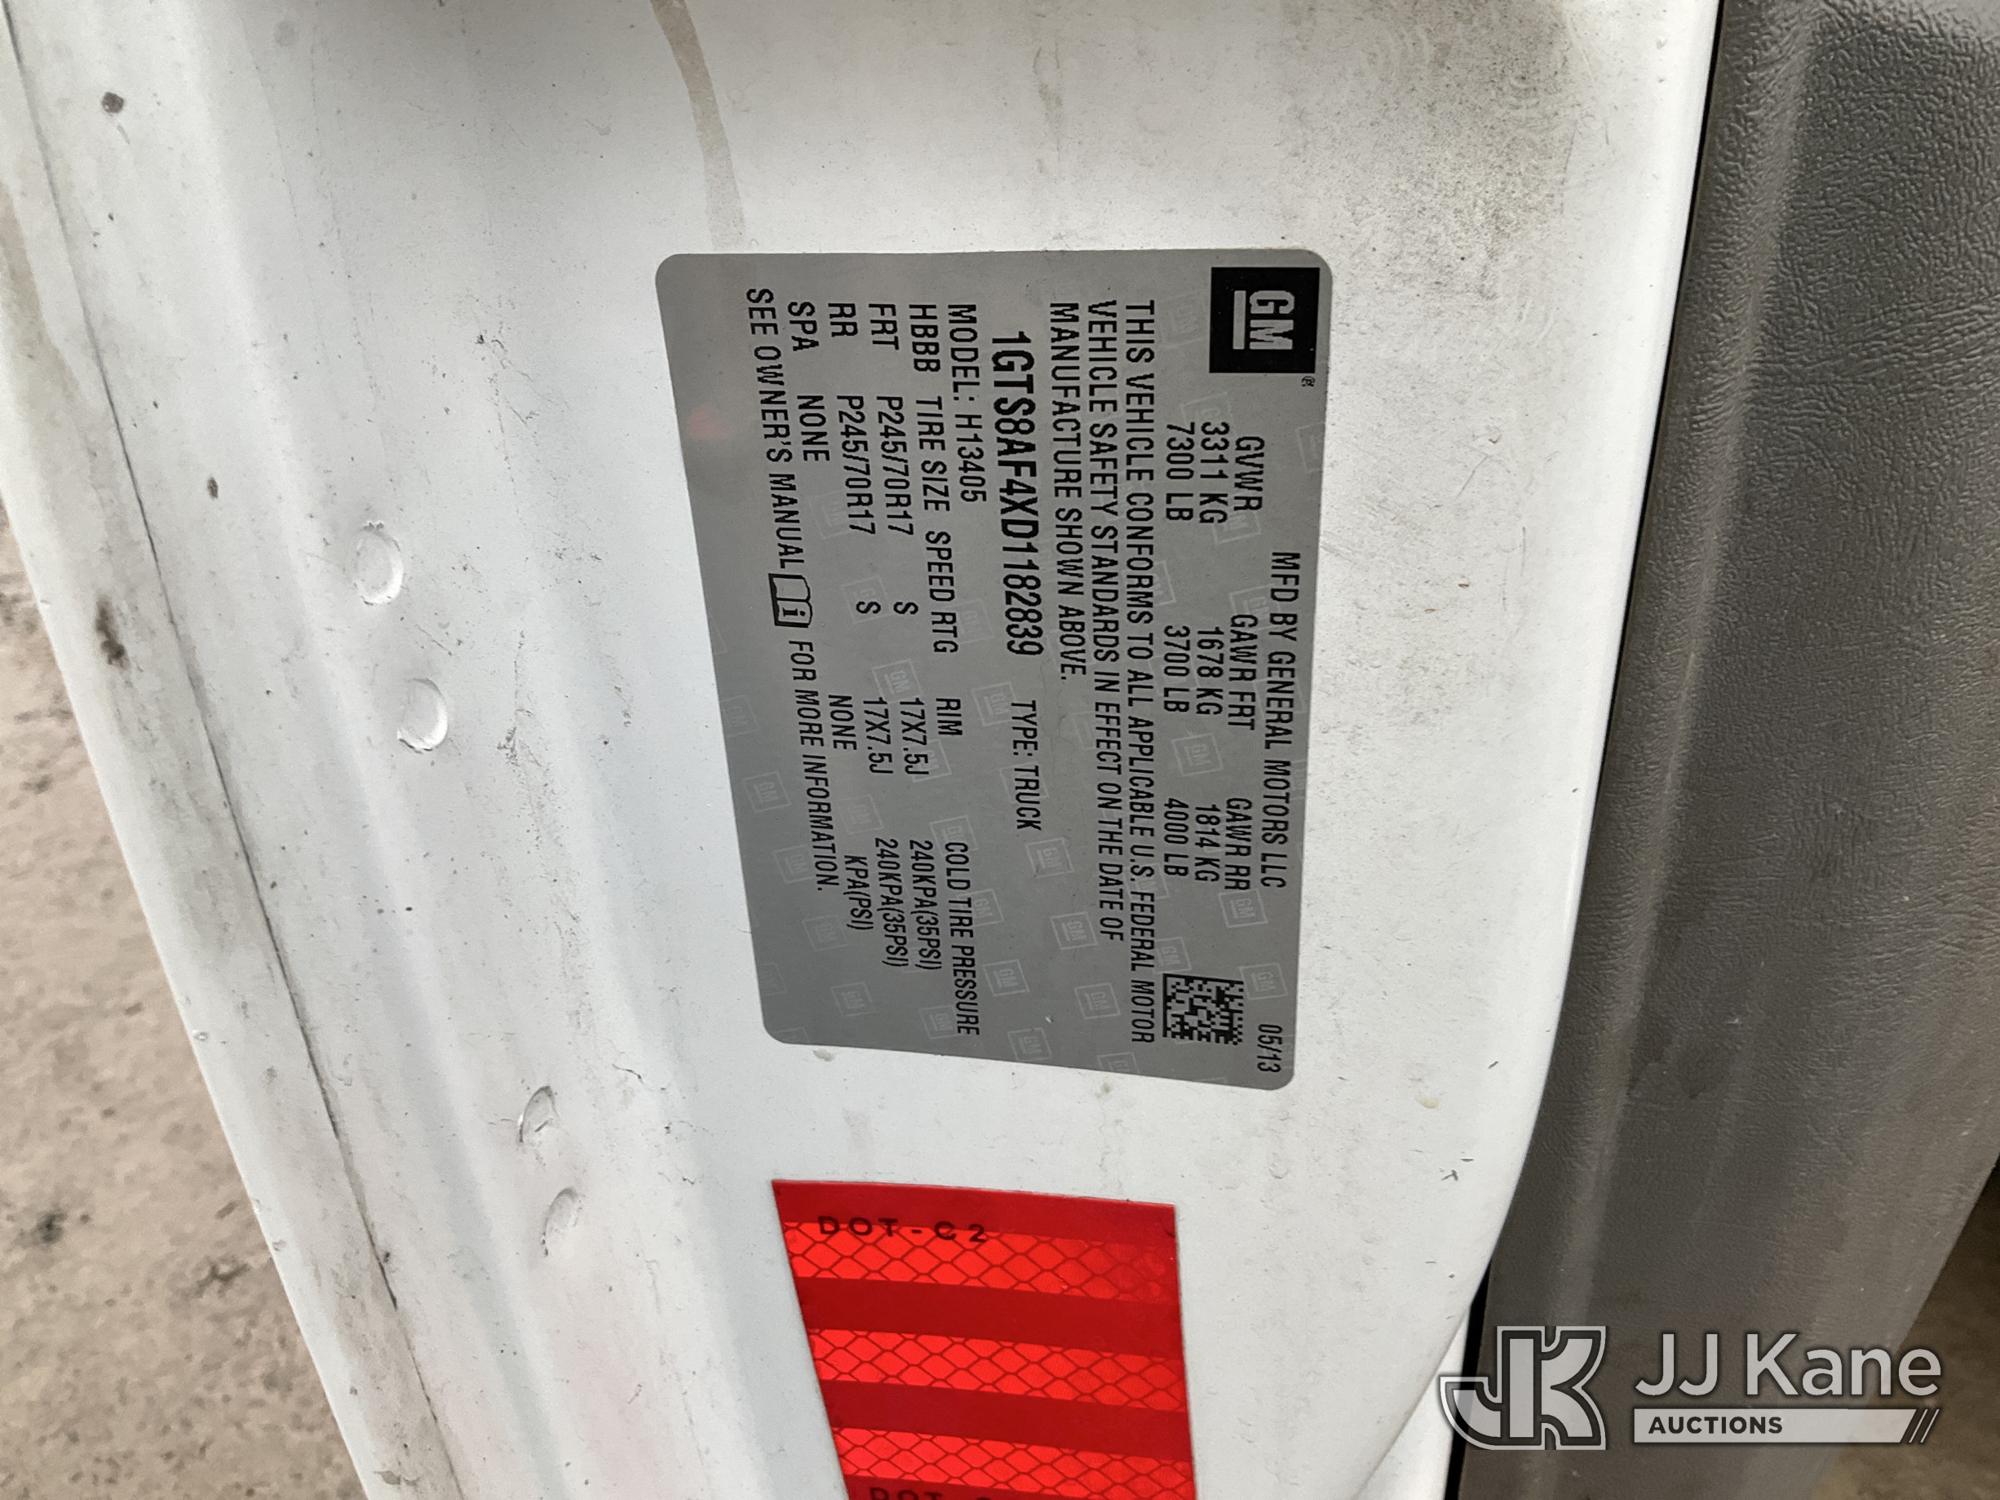 GM
®
MFD BY GENERAL MOTORS LLC 05/13
GVWR GAWR FRT GAWR RR
3311 KG 1678 KG 1814 KG
7300 LB 3700 LB 4000 LB
THIS VEHICLE CONFORMS TO ALL APPLICABLE U.S. FEDERAL MOTOR
VEHICLE SAFETY STANDARDS IN EFFECT ON THE DATE OF
MANUFACTURE SHOWN ABOVE.
1GTS8AF4XD1182839 TYPE: TRUCK
MODEL: H13405
HBBB TIRE SIZE SPEED RTG RIM COLD TIRE PRESSURE
FRT P245/70R17 S 17X7.5J 240KPA(35PSI)
RR P245/70R17 S 17X7.5J 240KPA(35PSI)
SPA NONE NONE KPA(PSI)
SEE OWNER'S MANUAL i FOR MORE INFORMATION.
DOT-C2
DOT
JK JJ Kane
AUCTIONS